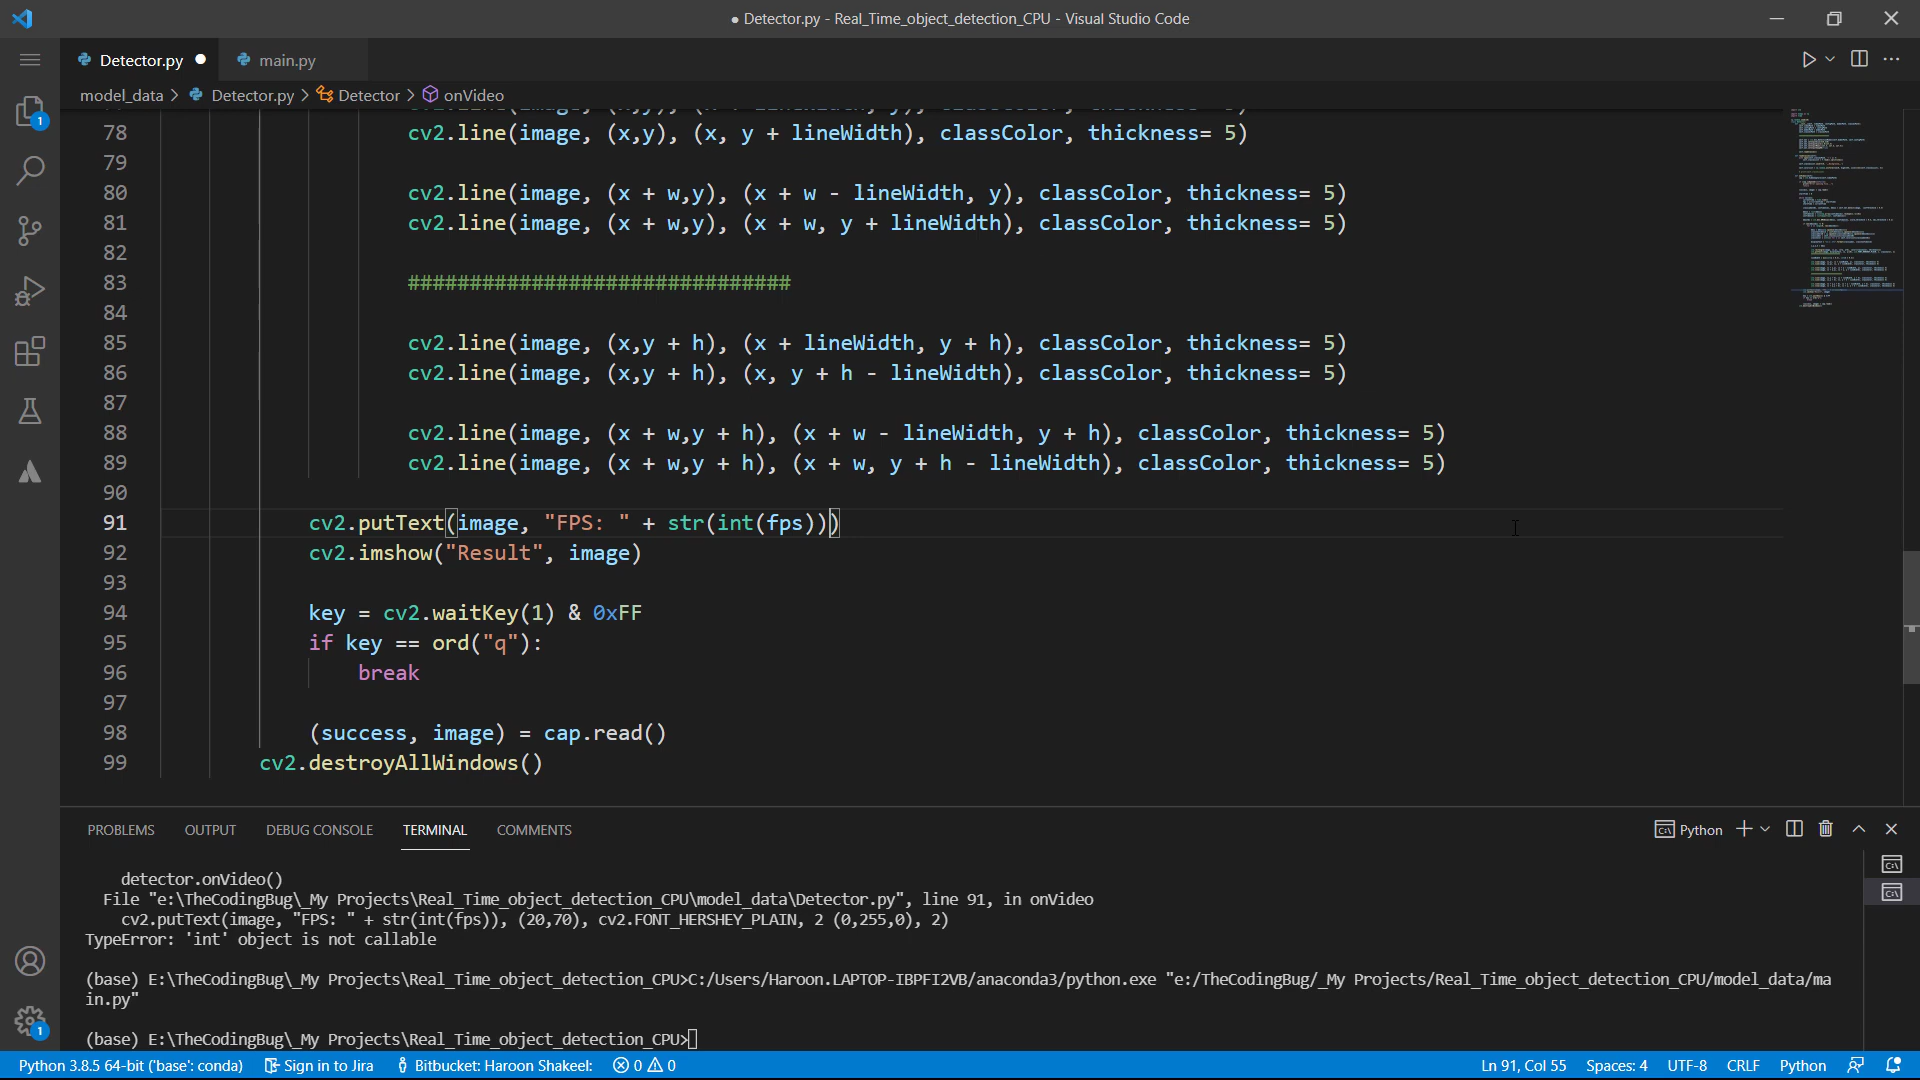 ● Detector.py - Real_Time_object_detection_CPU - Visual Studio Code
Detector.py ● main.py
model_data > Detector.py > Detector > onVideo
78 cv2.line(image, (x,y), (x, y + lineWidth), classColor, thickness= 5)
79
80 cv2.line(image, (x + w,y), (x + w - lineWidth, y), classColor, thickness= 5)
81 cv2.line(image, (x + w,y), (x + w, y + lineWidth), classColor, thickness= 5)
82
83 ###############################
84
85 cv2.line(image, (x,y + h), (x + lineWidth, y + h), classColor, thickness= 5)
86 cv2.line(image, (x,y + h), (x, y + h - lineWidth), classColor, thickness= 5)
87
88 cv2.line(image, (x + w,y + h), (x + w - lineWidth, y + h), classColor, thickness= 5)
89 cv2.line(image, (x + w,y + h), (x + w, y + h - lineWidth), classColor, thickness= 5)
90
91 cv2.putText(image, "FPS: " + str(int(fps)))
92 cv2.imshow("Result", image)
93
94 key = cv2.waitKey(1) & 0xFF
95 if key == ord("q"):
96 break
97
98 (success, image) = cap.read()
99 cv2.destroyAllWindows()
PROBLEMS OUTPUT DEBUG CONSOLE TERMINAL COMMENTS
Python
detector.onVideo()
File "e:\TheCodingBug\_My Projects\Real_Time_object_detection_CPU\model_data\Detector.py", line 91, in onVideo
cv2.putText(image, "FPS: " + str(int(fps)), (20,70), cv2.FONT_HERSHEY_PLAIN, 2 (0,255,0), 2)
TypeError: 'int' object is not callable
(base) E:\TheCodingBug\_My Projects\Real_Time_object_detection_CPU>C:/Users/Haroon.LAPTOP-IBPFI2VB/anaconda3/python.exe "e:/TheCodingBug/_My Projects/Real_Time_object_detection_CPU/model_data/ma
in.py"
(base) E:\TheCodingBug\_My Projects\Real_Time_object_detection_CPU>
Python 3.8.5 64-bit ('base': conda) Sign in to Jira Bitbucket: Haroon Shakeel: 0 0 Ln 91, Col 55 Spaces: 4 UTF-8 CRLF Python